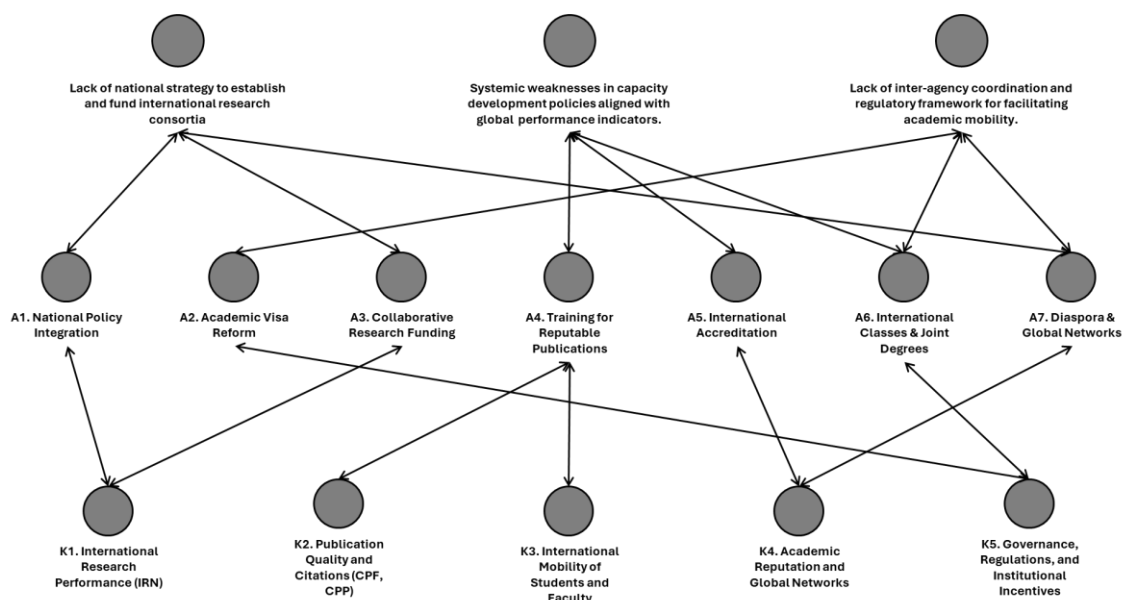 Lack of national strategy to establish
and fund international research
consortia
Systemic weaknesses in capacity
development policies aligned with
global performance indicators.
Lack of inter-agency coordination and
regulatory framework for facilitating
academic mobility.
A1. National Policy
Integration
A2. Academic Visa
Reform
A3. Collaborative
Research Funding
A4. Training for
Reputable
Publications
A5. International
Accreditation
A6. International
Classes & Joint
Degrees
A7. Diaspora &
Global Networks
K1. International
Research
Performance (IRN)
K2. Publication
Quality and
Citations (CPF,
CPP)
K3. International
Mobility of
Students and
Faculty
K4. Academic
Reputation and
Global Networks
K5. Governance,
Regulations, and
Institutional
Incentives